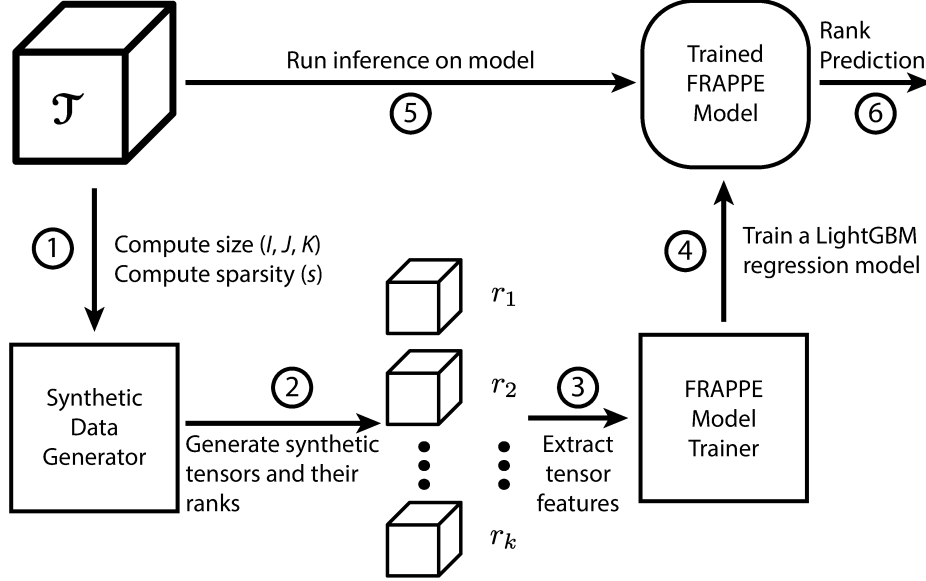 𝒯
Run inference on model
5
Trained
FRAPPE
Model
Rank
Prediction
6
1
Compute size (I, J, K)
Compute sparsity (s)
4
Train a LightGBM
regression model
r₁
Synthetic
Data
Generator
2
Generate synthetic
tensors and their
ranks
r₂
3
Extract
tensor
features
FRAPPE
Model
Trainer
rₖ